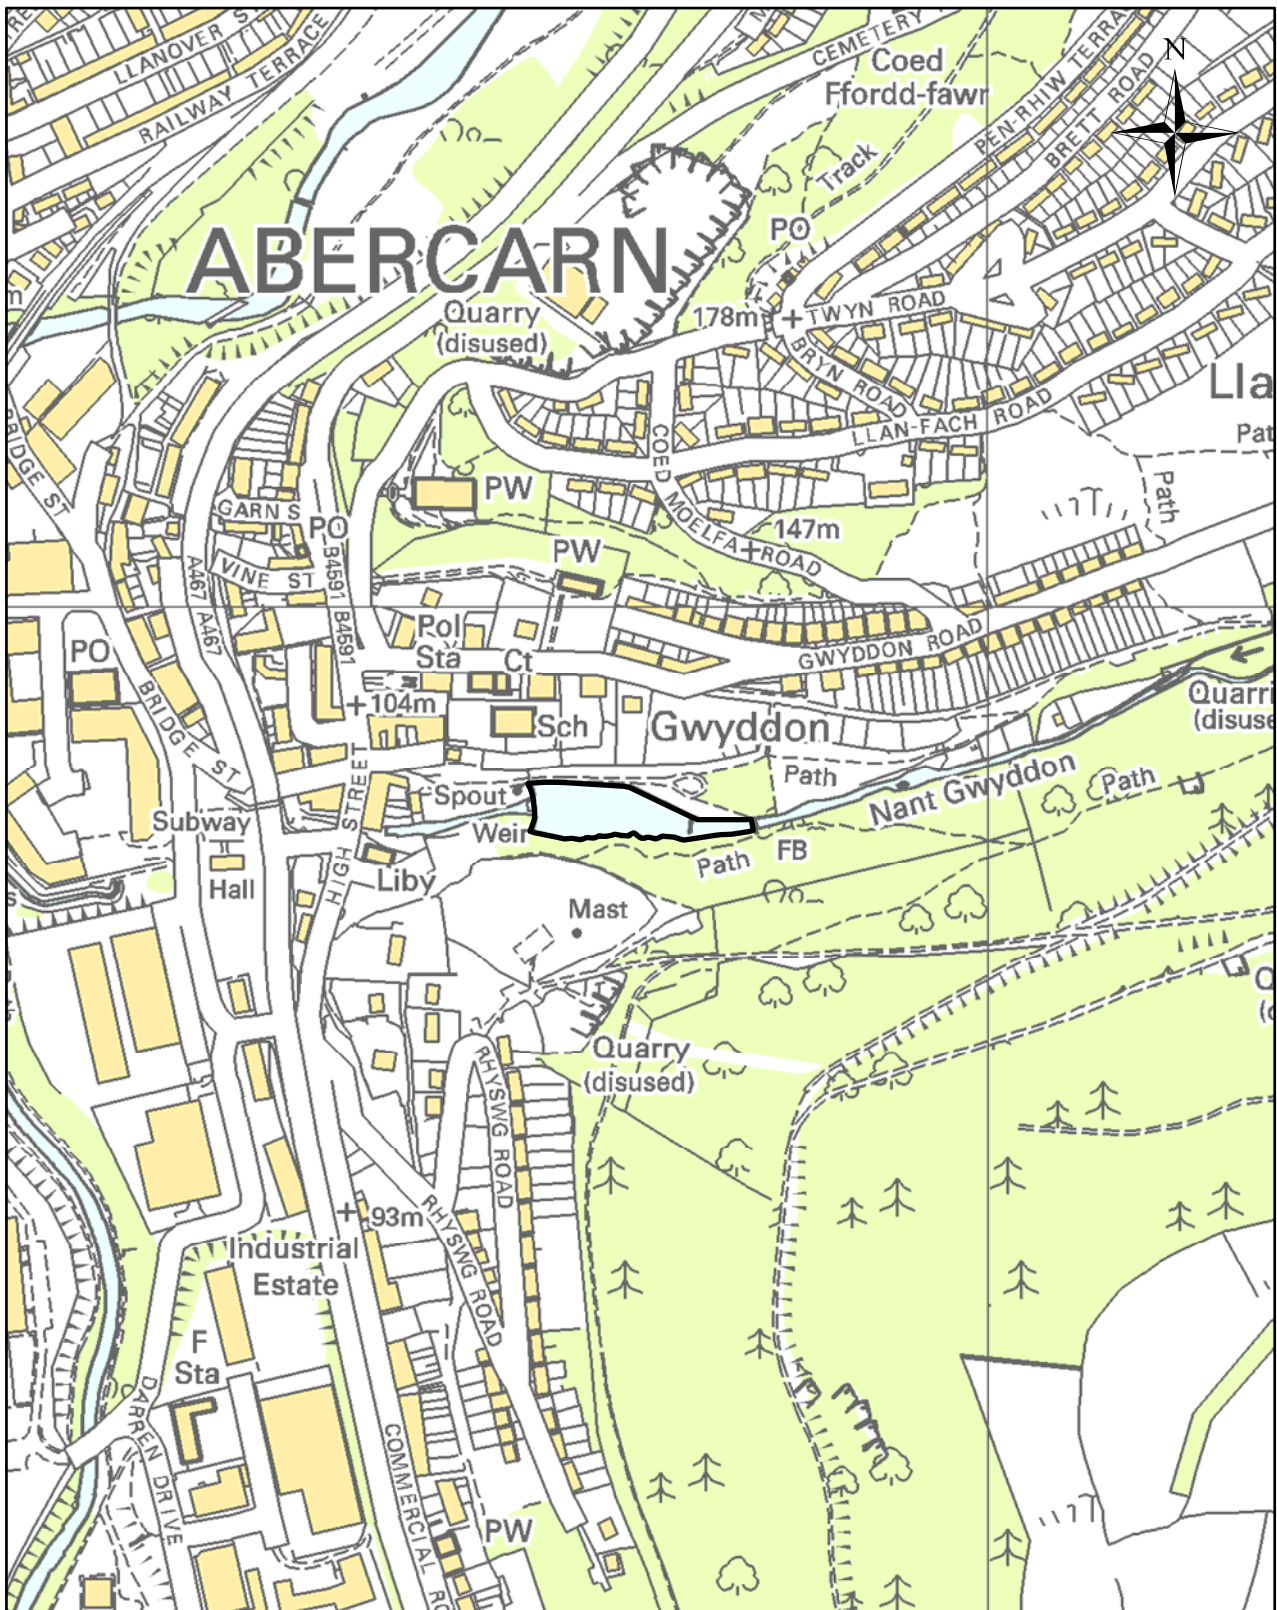 LLANOVER
RAILWAY TERRACE
CEMETERY
Coed
Ffordd-fawr
PEN-RHIW TERRA
BRETT ROAD
N
Track
PO
ABERCARN
Quarry
(disused)
178m
TWYN ROAD
BRYN ROAD
LLAN-FACH ROAD
Lla
Pat
Path
BRIDGE ST
COED MOELFA ROAD
147m
PW
GARN S
PO
PW
VINE ST
A467 A467
B4591 B4591
Pol
Sta
Ct
GWYDDON ROAD
PO
BRIDGE ST
104m
Sch
Gwyddon
Quarri
(disuse
Spout
Path
Nant Gwyddon
Path
Weir
Subway
HIGH STREET
Path
FB
Hall
Liby
Mast
Q
(d
Quarry
(disused)
RHYSWG ROAD
RHYSWG ROAD
93m
Industrial
Estate
F
Sta
DARREN DRIVE
COMMERCIAL RO
PW